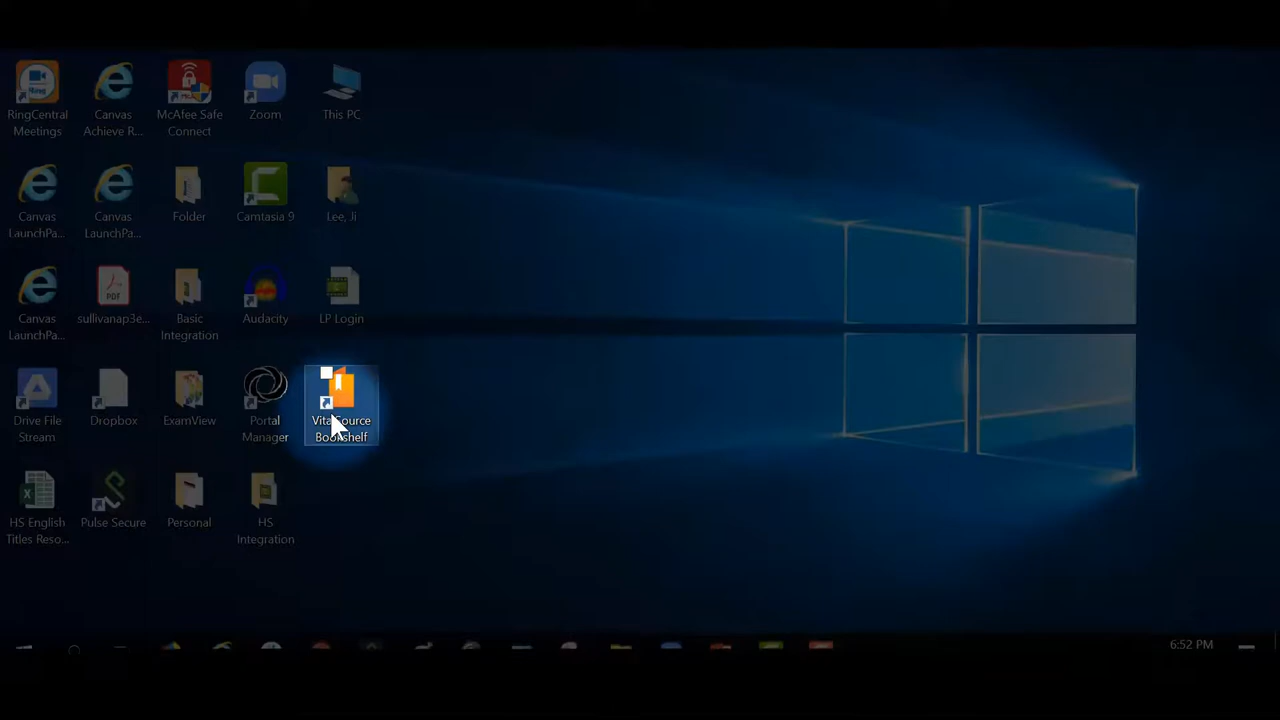 RingCentral
Meetings
Canvas
Achieve R...
McAfee Safe
Connect
Zoom
This PC
Canvas
LaunchPa...
Canvas
LaunchPa...
Folder
Camtasia 9
Lee, Ji
Canvas
LaunchPa...
PDF
sullivanap3e...
Basic
Integration
Audacity
LP Login
Drive File
Stream
Dropbox
ExamView
Portal
Manager
VitalSource
Bookshelf
HS English
Titles Reso...
Pulse Secure
Personal
HS
Integration
6:52 PM